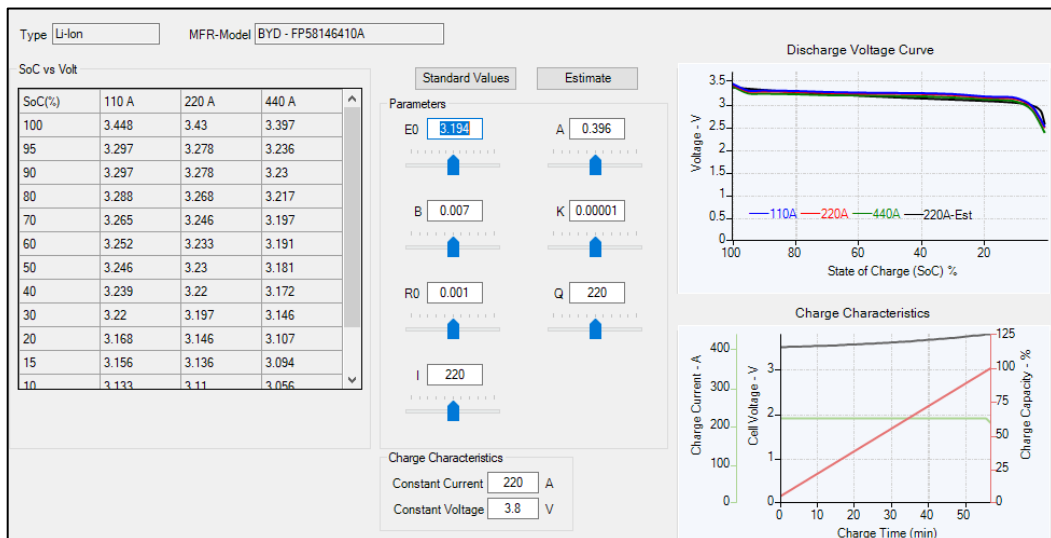 Type Li-Ion MFR-Model BYD - FP58146410A
SoC vs Volt
SoC(%) 110 A 220 A 440 A
100 3.448 3.43 3.397
95 3.297 3.278 3.236
90 3.297 3.278 3.23
80 3.288 3.268 3.217
70 3.265 3.246 3.197
60 3.252 3.233 3.191
50 3.246 3.23 3.181
40 3.239 3.22 3.172
30 3.22 3.197 3.146
20 3.168 3.146 3.107
15 3.156 3.136 3.094
10 3.133 3.11 3.056
Standard Values Estimate
Parameters
E0 3.194 A 0.396
B 0.007 K 0.00001
R0 0.001 Q 220
I 220
Charge Characteristics
Constant Current 220 A
Constant Voltage 3.8 V
Discharge Voltage Curve
Voltage - V
3.5
3
2.5
2
1.5
1
0.5
0
110A 220A 440A 220A-Est
100 80 60 40 20
State of Charge (SoC) %
Charge Characteristics
Charge Current - A
400
300
200
100
0
Cell Voltage - V
3
2
1
0
125
100
75
50
25
0
Charge Capacity - %
0 10 20 30 40 50
Charge Time (min)